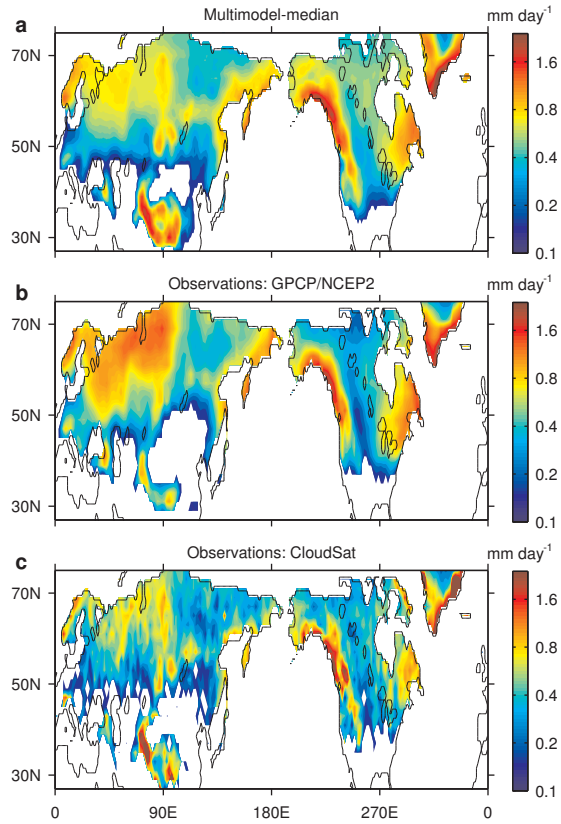 Multimodel-median
mm day-1
a
70N
50N
30N
1.6
0.8
0.4
0.2
0.1
Observations: GPCP/NCEP2
mm day-1
b
70N
50N
30N
1.6
0.8
0.4
0.2
0.1
Observations: CloudSat
mm day-1
c
70N
50N
30N
1.6
0.8
0.4
0.2
0.1
0 90E 180E 270E 0